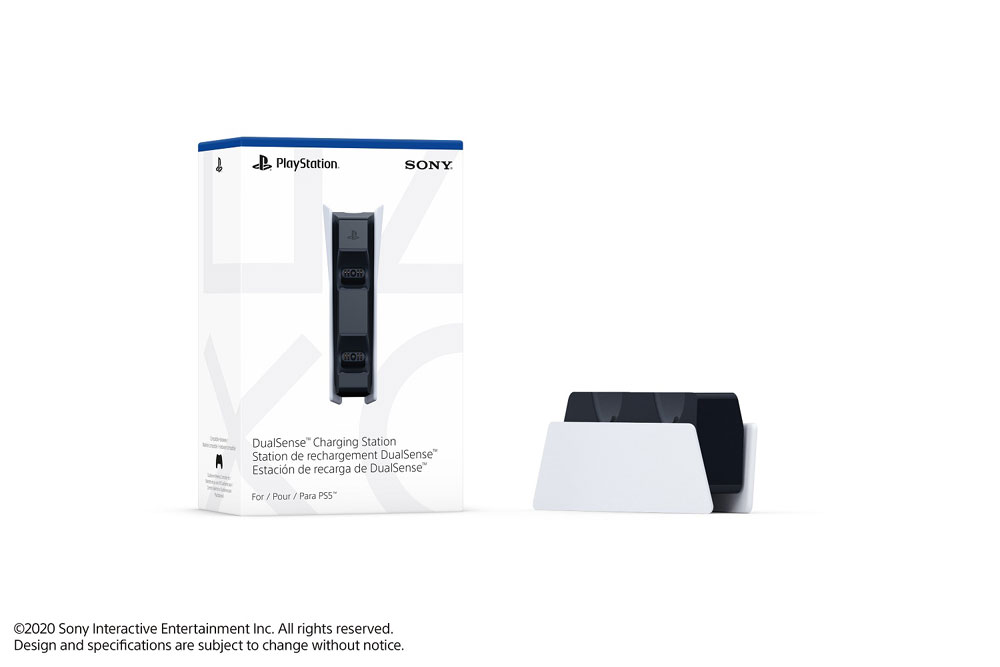 PlayStation.
SONY
DualSense™ Charging Station
Station de rechargement DualSense™
Estación de recarga de DualSense™
For / Pour / Para PS5™
©2020 Sony Interactive Entertainment Inc. All rights reserved.
Design and specifications are subject to change without notice.